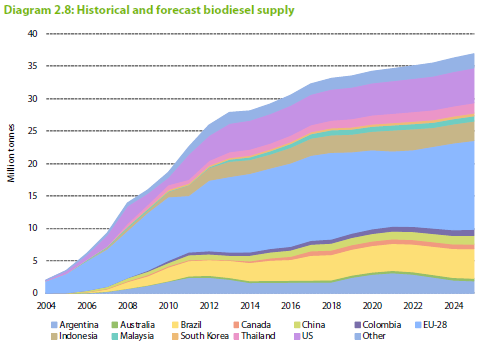 Diagram 2.8: Historical and forecast biodiesel supply
40
35
30
25
20
15
10
5
0
Million tonnes
2004 2006 2008 2010 2012 2014 2016 2018 2020 2022 2024
Argentina Australia Brazil Canada China Colombia EU-28
Indonesia Malaysia South Korea Thailand US Other